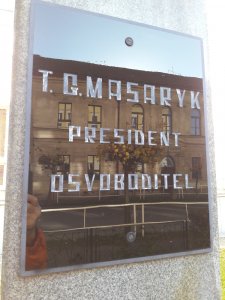 T. G. MASARYK
PRESIDENT
OSVOBODITEL